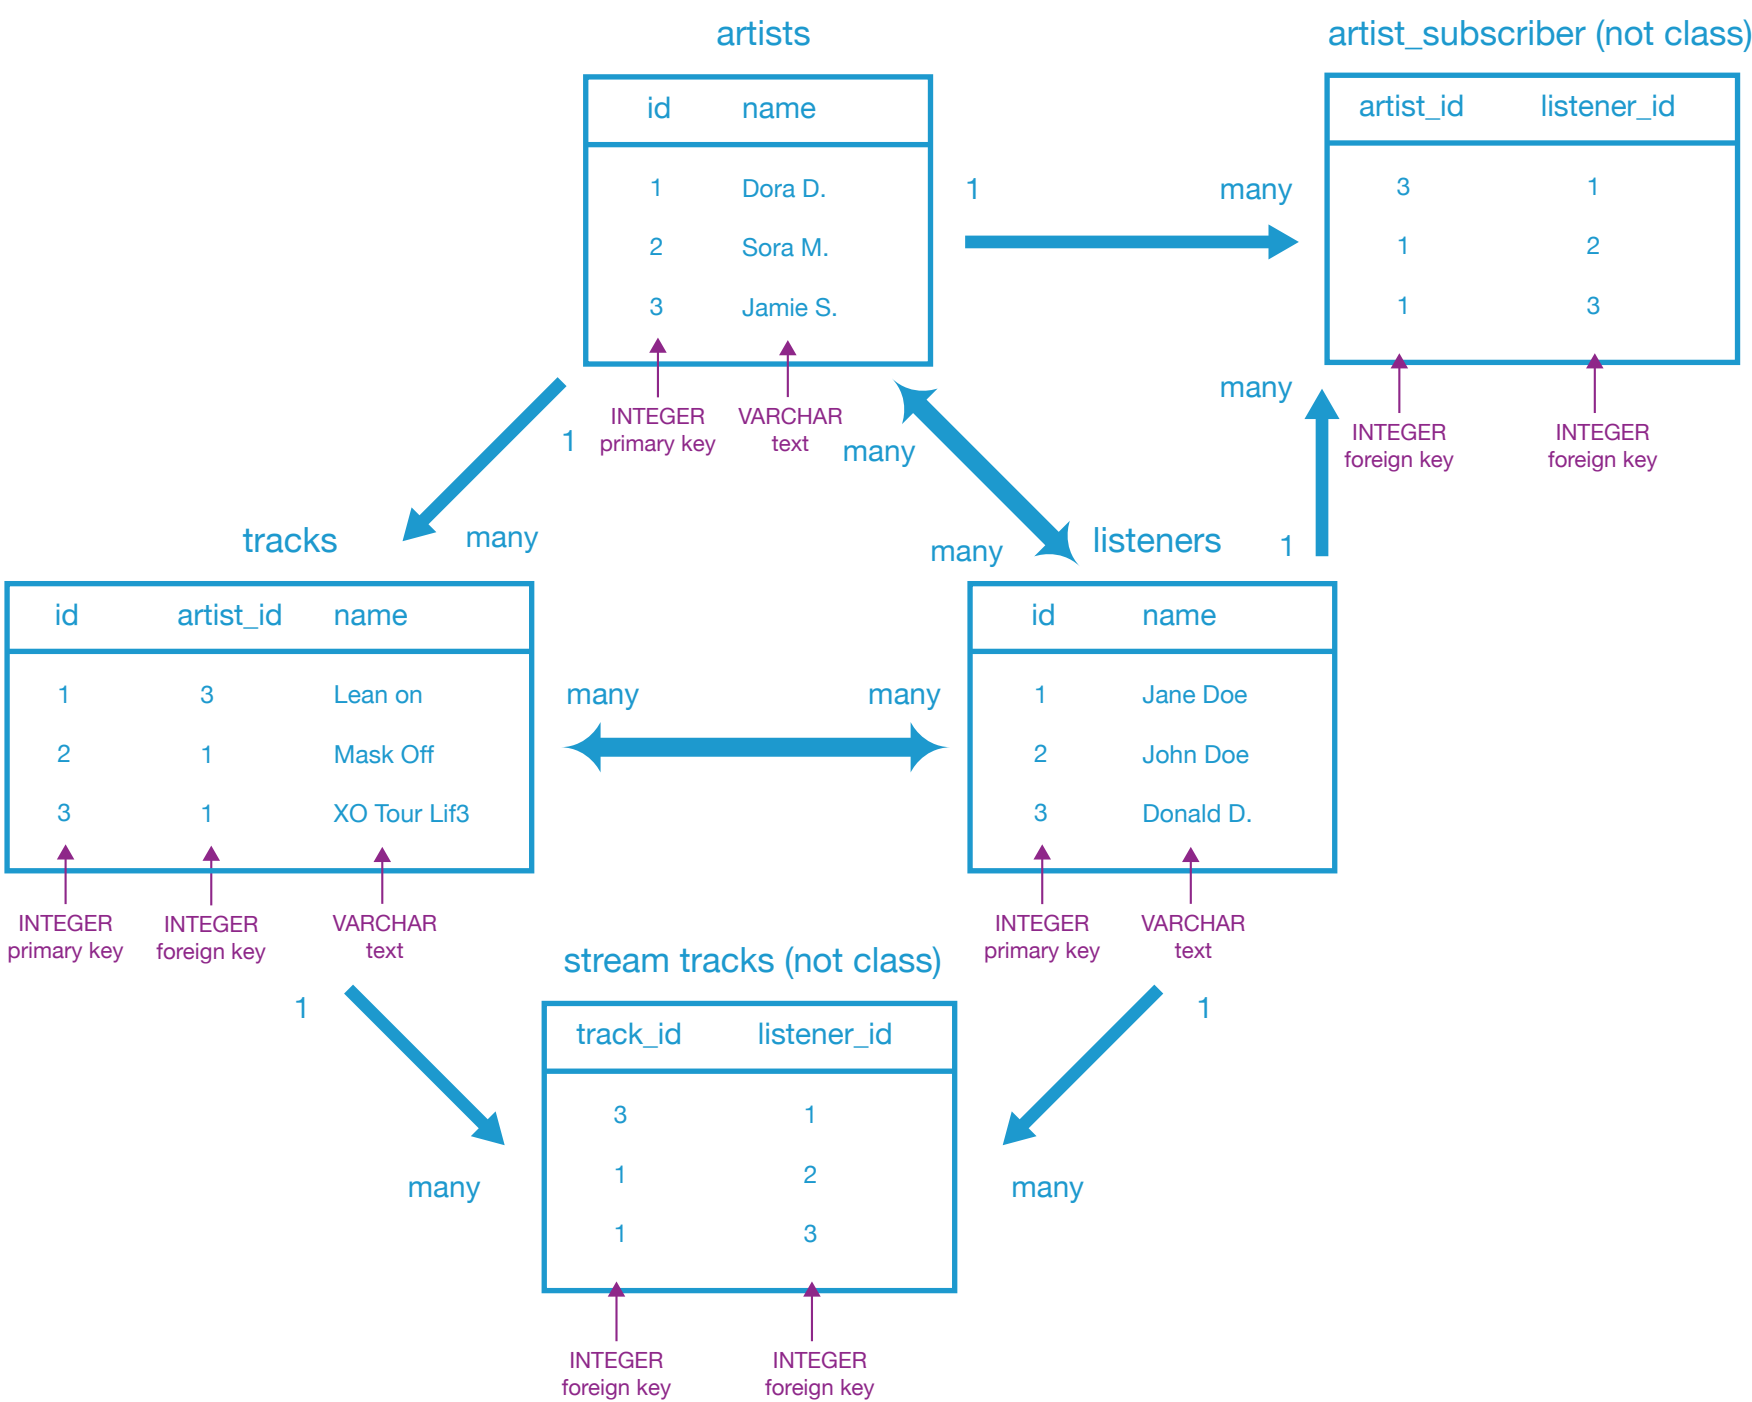 artists
id name
1 Dora D.
2 Sora M.
3 Jamie S.
INTEGER
primary key
VARCHAR
text
artist_subscriber (not class)
artist_id listener_id
3 1
1 2
1 3
INTEGER
foreign key
INTEGER
foreign key
1 many
1
many
many
many
many
1
tracks
id artist_id name
1 3 Lean on
2 1 Mask Off
3 1 XO Tour Lif3
INTEGER
primary key
INTEGER
foreign key
VARCHAR
text
many many
listeners
id name
1 Jane Doe
2 John Doe
3 Donald D.
INTEGER
primary key
VARCHAR
text
1
many
1
many
stream tracks (not class)
track_id listener_id
3 1
1 2
1 3
INTEGER
foreign key
INTEGER
foreign key